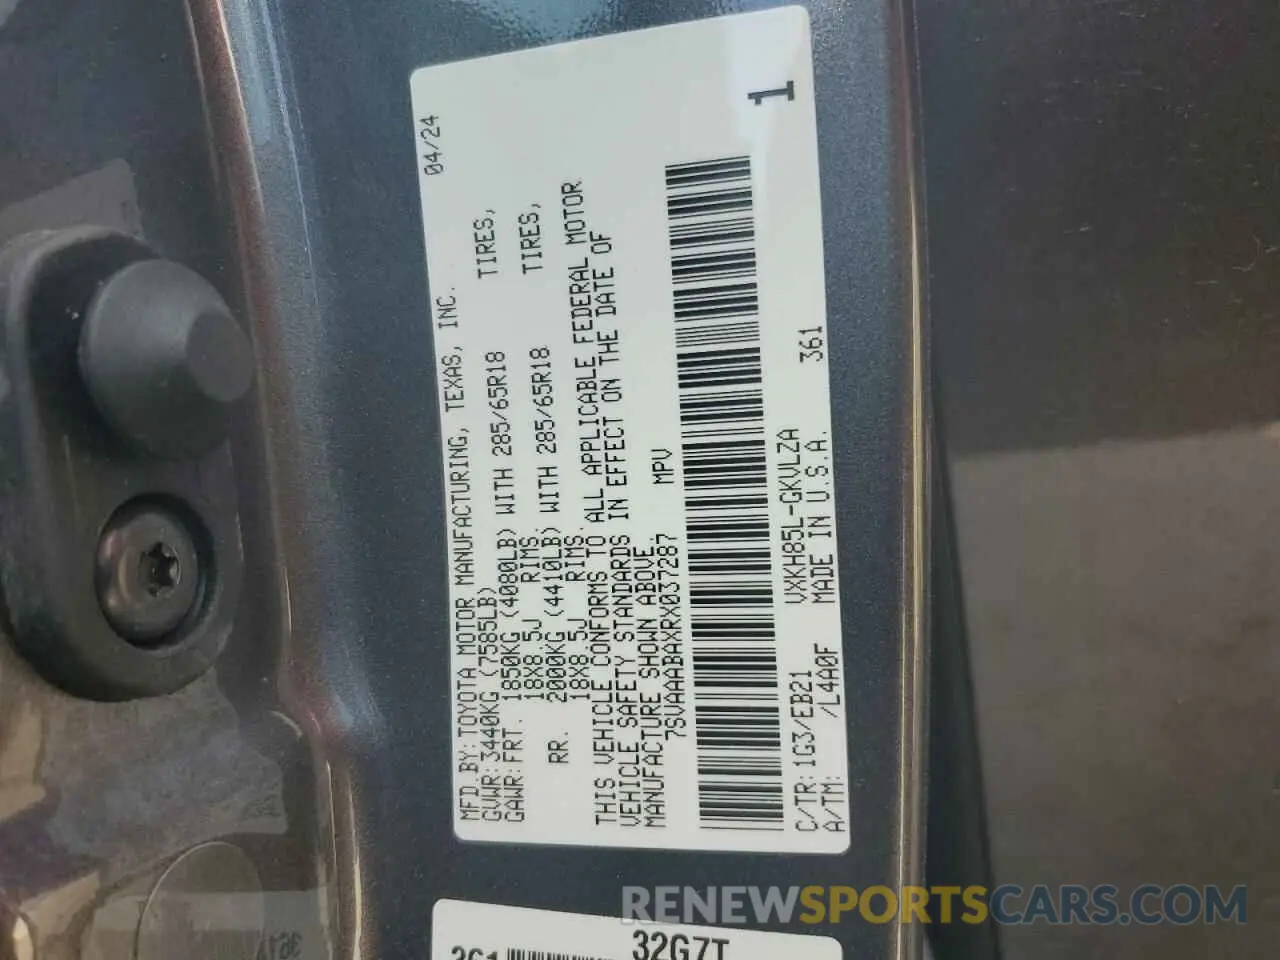 MFD.BY:TOYOTA MOTOR MANUFACTURING, TEXAS, INC. 04/24
GVWR:3440KG (7585LB)
GAWR:FRT. 1850KG (4080LB) WITH 285/65R18 TIRES,
18X8.5J RIMS.
RR. 2000KG (4410LB) WITH 285/65R18 TIRES,
18X8.5J RIMS.
THIS VEHICLE CONFORMS TO ALL APPLICABLE FEDERAL MOTOR
VEHICLE SAFETY STANDARDS IN EFFECT ON THE DATE OF
MANUFACTURE SHOWN ABOVE.
7SVAAABAXRX037287 MPV
1
C/TR:1G3/EB21 VXKH85L-GKVLZA 361
A/TM: /L4A0F MADE IN U.S.A.
361
32G7T
RENEWSPORTSCARS.COM